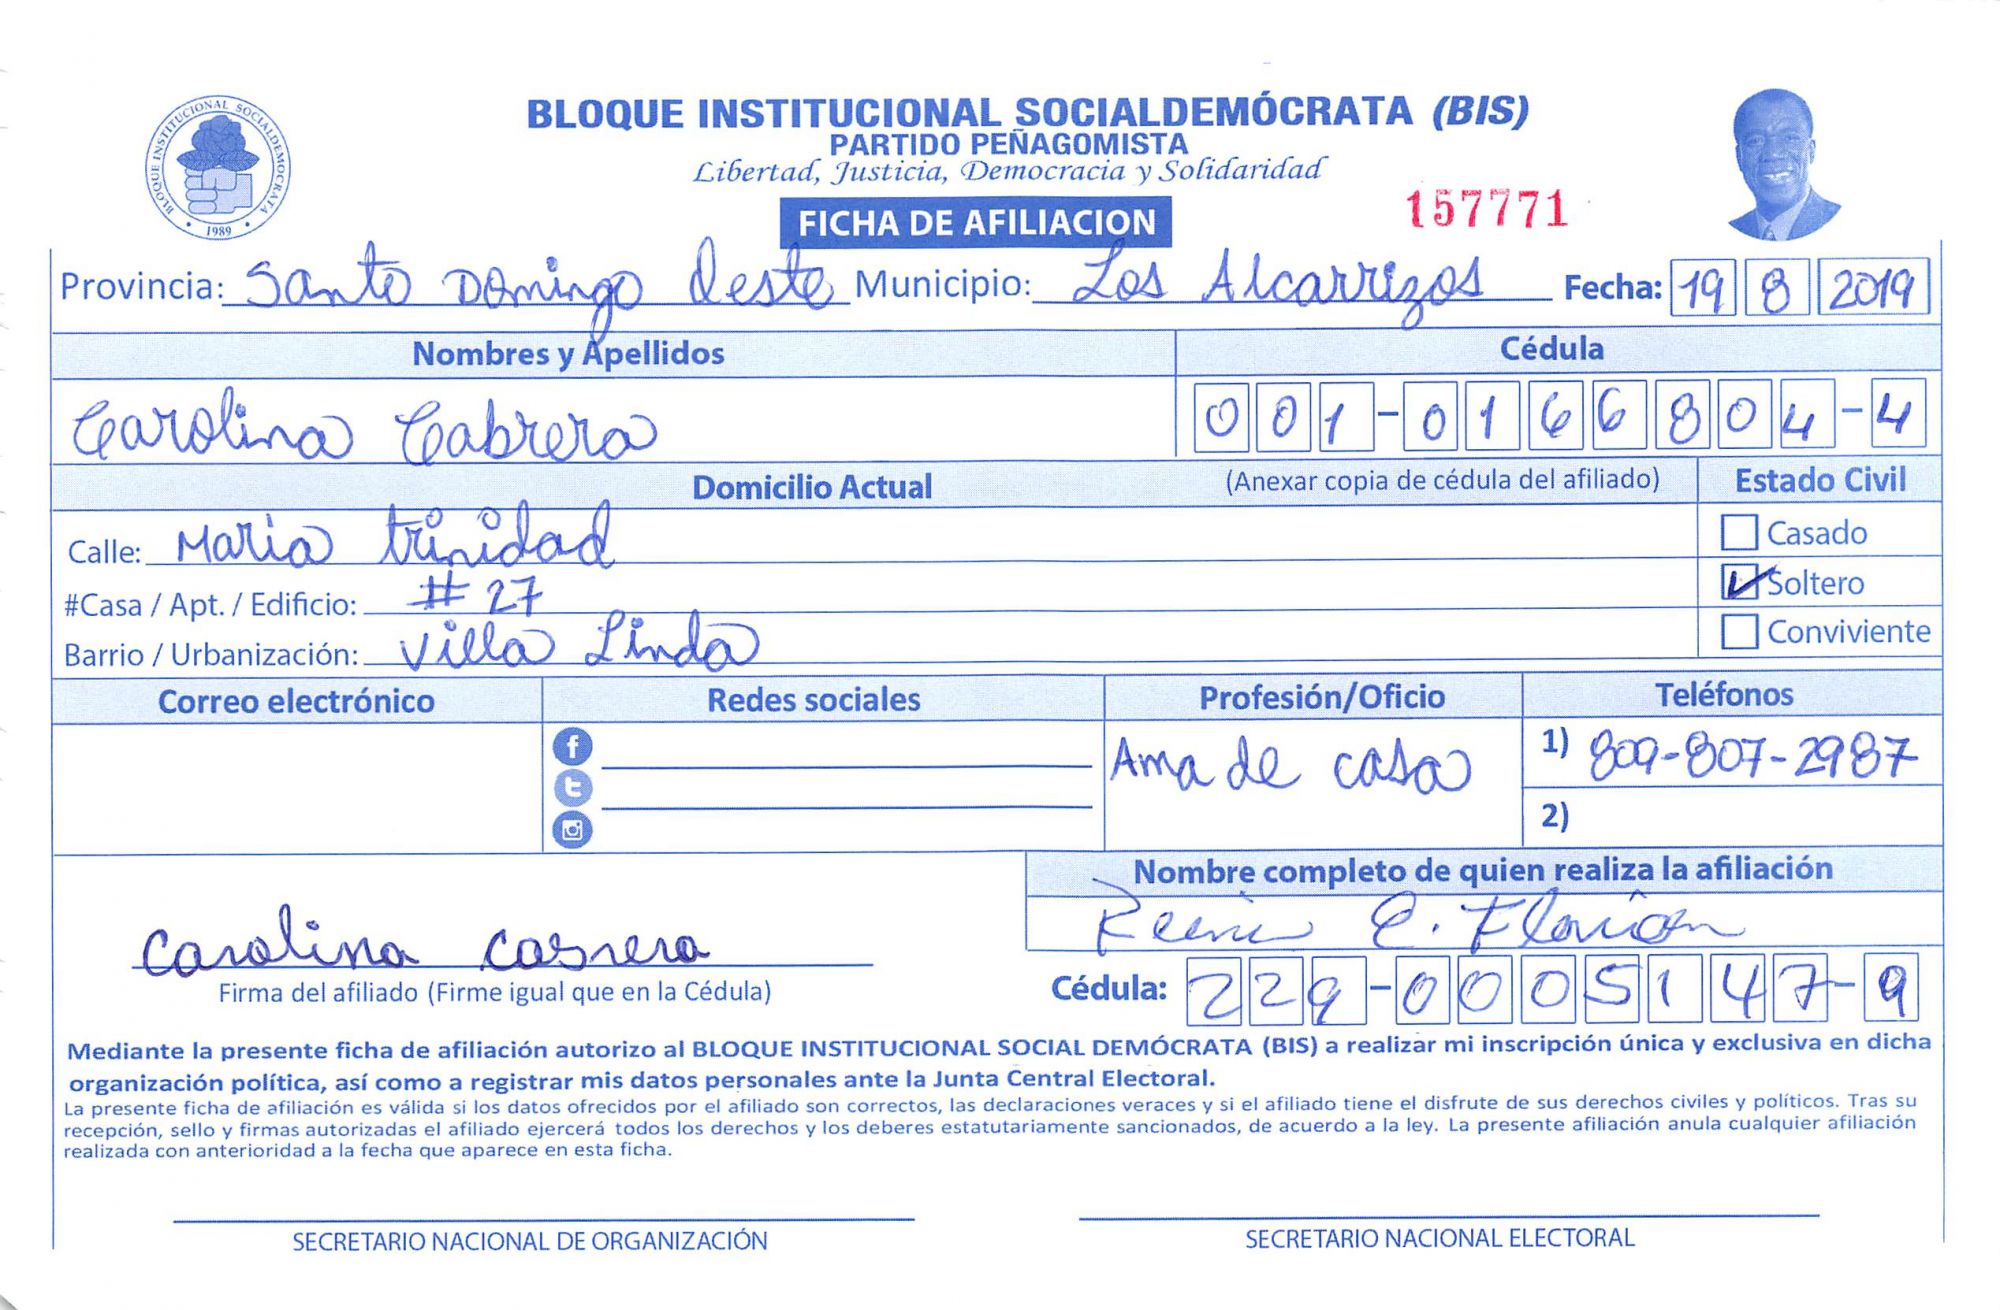 BLOQUE INSTITUCIONAL SOCIALDEMÓCRATA (BIS)
PARTIDO PEÑAGOMISTA
Libertad, Justicia, Democracia y Solidaridad
BLOQUE INSTITUCIONAL SOCIALDEMOCRATA
1989
FICHA DE AFILIACION
157771
Provincia: Santo Domingo Oeste Municipio: Los Alcarrizos Fecha: 19 8 2019
Nombres y Apellidos Cédula
Carolina Cabrera 001-0166804-4
Domicilio Actual (Anexar copia de cédula del afiliado) Estado Civil
Calle: Maria trinidad Casado
#Casa / Apt. / Edificio: #27 Soltero
Barrio / Urbanización: Villa Linda Conviviente
Correo electrónico Redes sociales Profesión/Oficio Teléfonos
Ama de casa 1) 809-807-2987
2)
Nombre completo de quien realiza la afiliación
E. Florian
Carolina Cabrera
Firma del afiliado (Firme igual que en la Cédula) Cédula: 229-0005147-9
Mediante la presente ficha de afiliación autorizo al BLOQUE INSTITUCIONAL SOCIAL DEMÓCRATA (BIS) a realizar mi inscripción única y exclusiva en dicha
organización política, así como a registrar mis datos personales ante la Junta Central Electoral.
La presente ficha de afiliación es válida si los datos ofrecidos por el afiliado son correctos, las declaraciones veraces y si el afiliado tiene el disfrute de sus derechos civiles y políticos. Tras su
recepción, sello y firmas autorizadas el afiliado ejercerá todos los derechos y los deberes estatutariamente sancionados, de acuerdo a la ley. La presente afiliación anula cualquier afiliación
realizada con anterioridad a la fecha que aparece en esta ficha.
SECRETARIO NACIONAL DE ORGANIZACIÓN SECRETARIO NACIONAL ELECTORAL